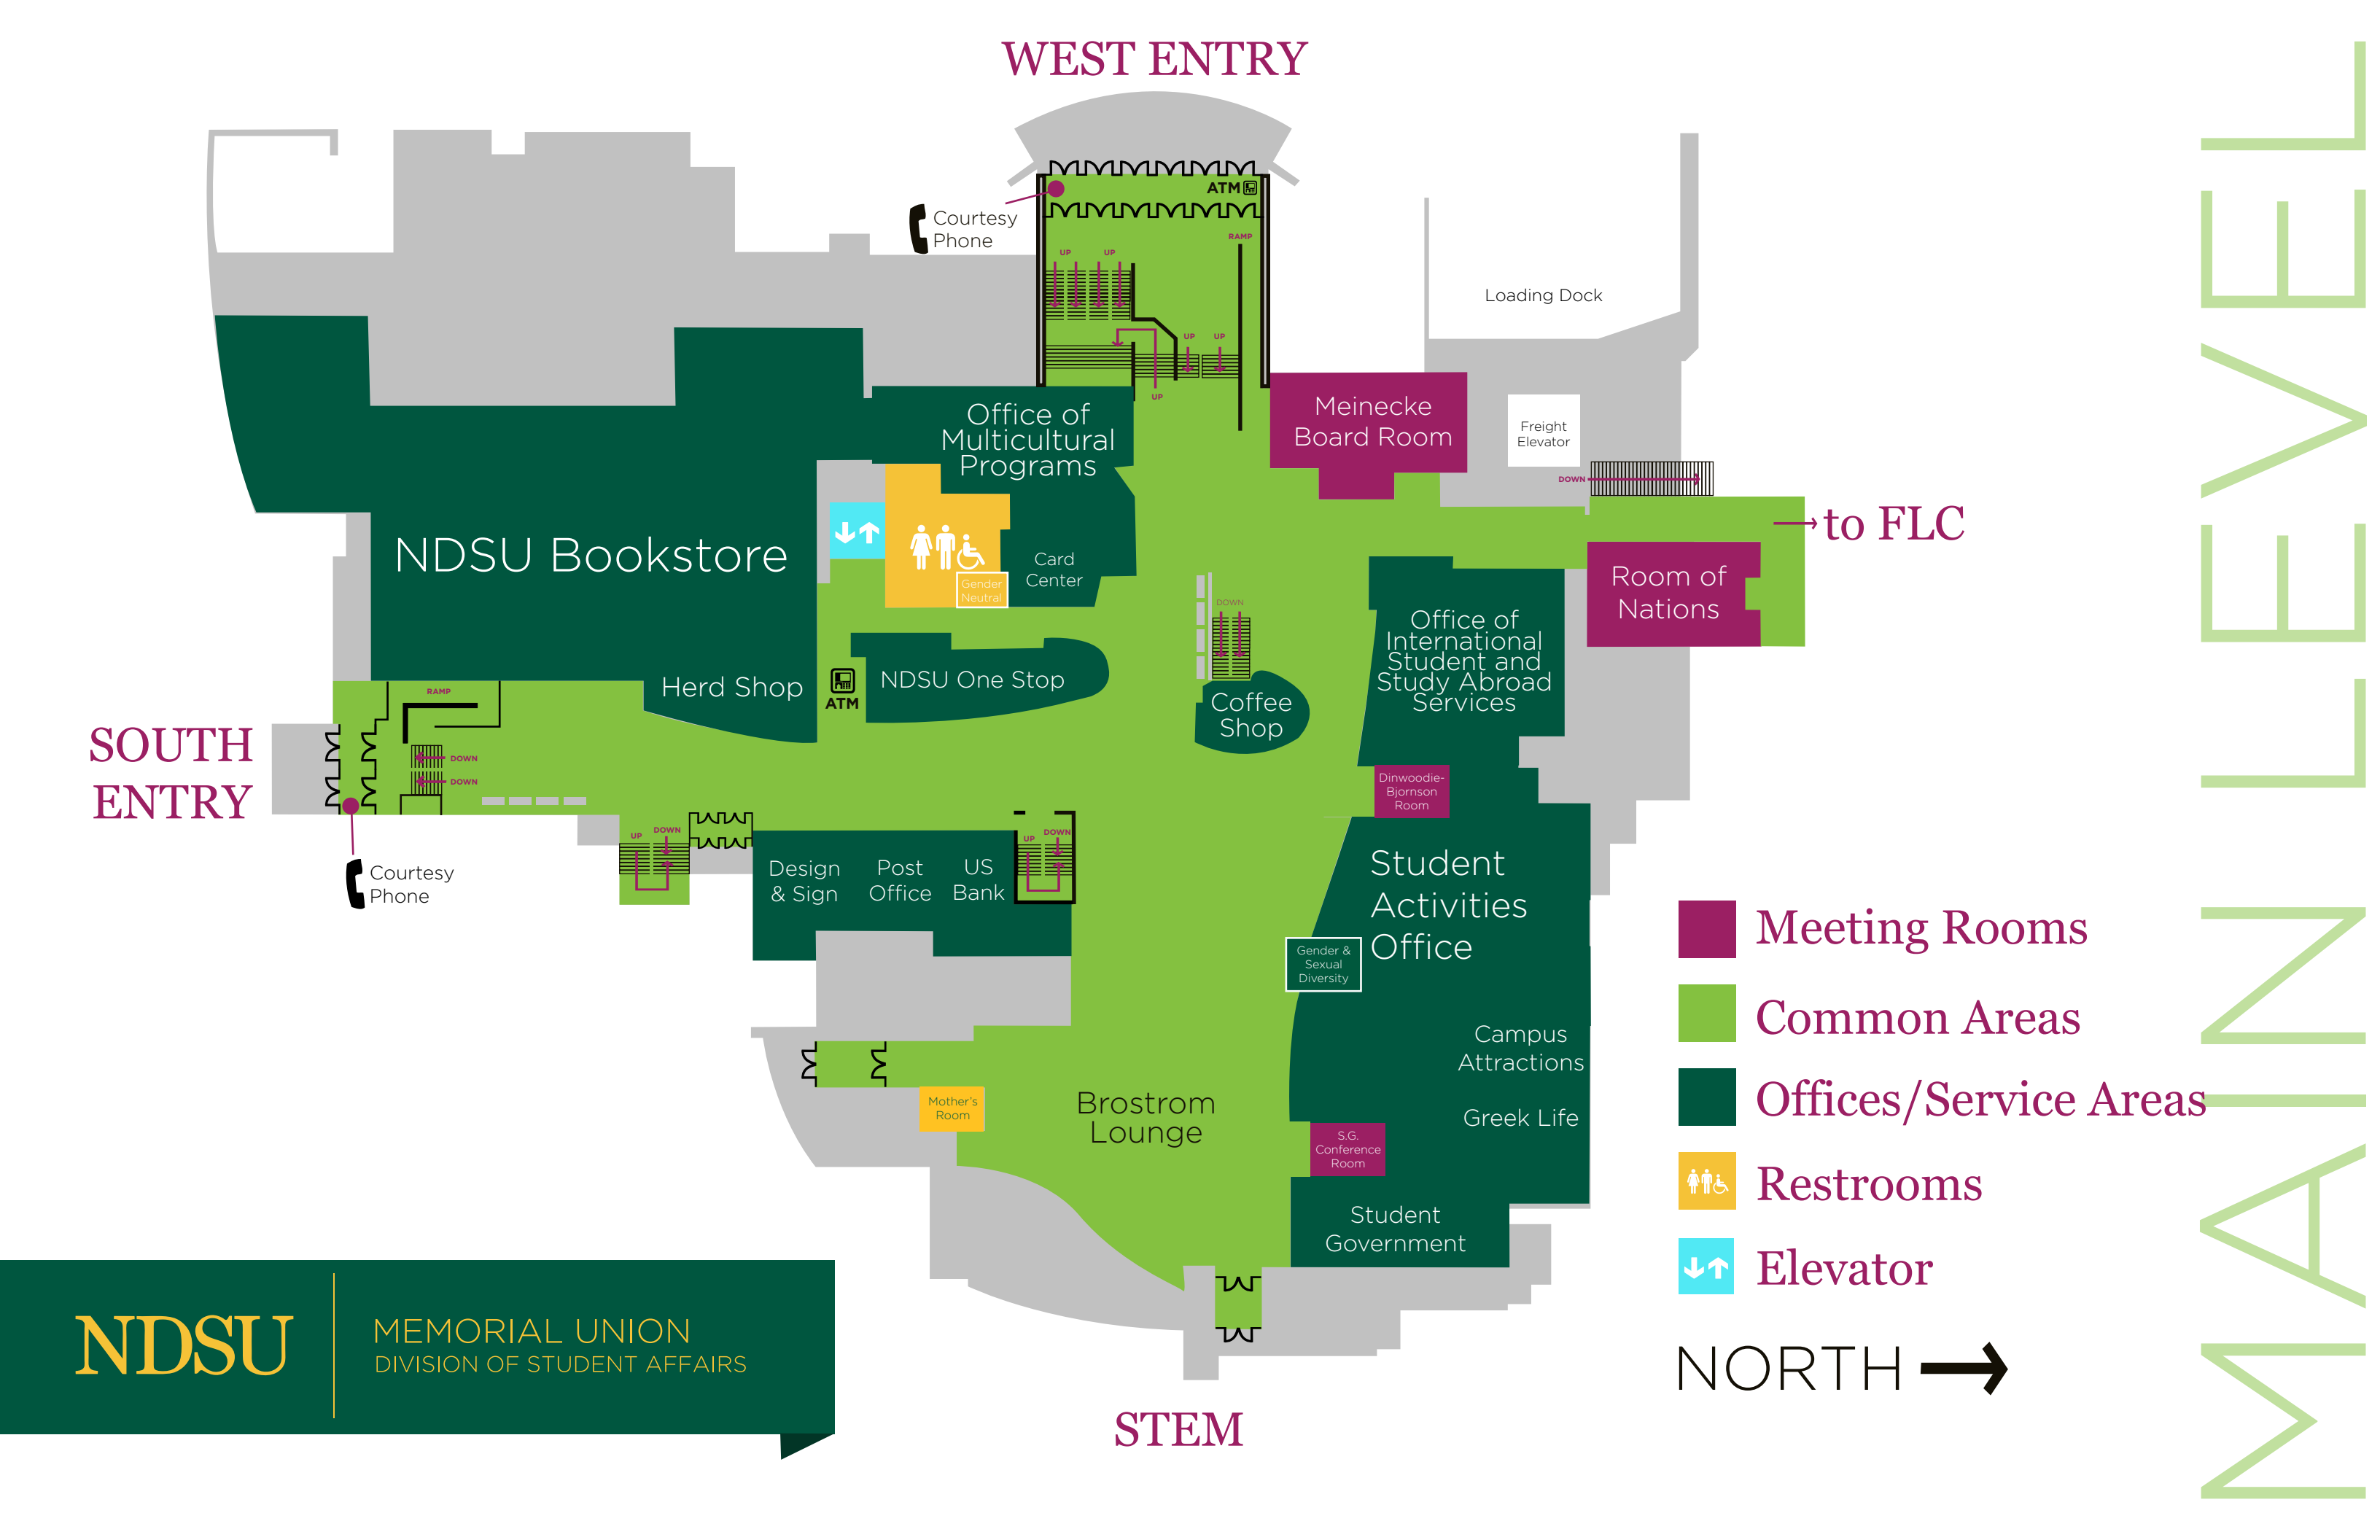 WEST ENTRY
ATM
Courtesy
Phone
RAMP
UP
UP
UP
UP
UP
Loading Dock
Meinecke
Board Room
Freight
Elevator
DOWN
to FLC
Office of
Multicultural
Programs
NDSU Bookstore
Card
Center
Gender
Neutral
Room of
Nations
DOWN
Office of
International
Student and
Study Abroad
Services
NDSU One Stop
Herd Shop
ATM
Coffee
Shop
RAMP
SOUTH
ENTRY
DOWN
DOWN
Courtesy
Phone
UP
DOWN
Design
& Sign
Post
Office
US
Bank
UP
DOWN
Dinwoodie-
Bjornson
Room
Student
Activities
Office
Gender &
Sexual
Diversity
Campus
Attractions
Greek Life
Mother's
Room
Brostrom
Lounge
S.G.
Conference
Room
Student
Government
STEM
Meeting Rooms
Common Areas
Offices/Service Areas
Restrooms
Elevator
NORTH
MAIN LEVEL
NDSU
MEMORIAL UNION
DIVISION OF STUDENT AFFAIRS